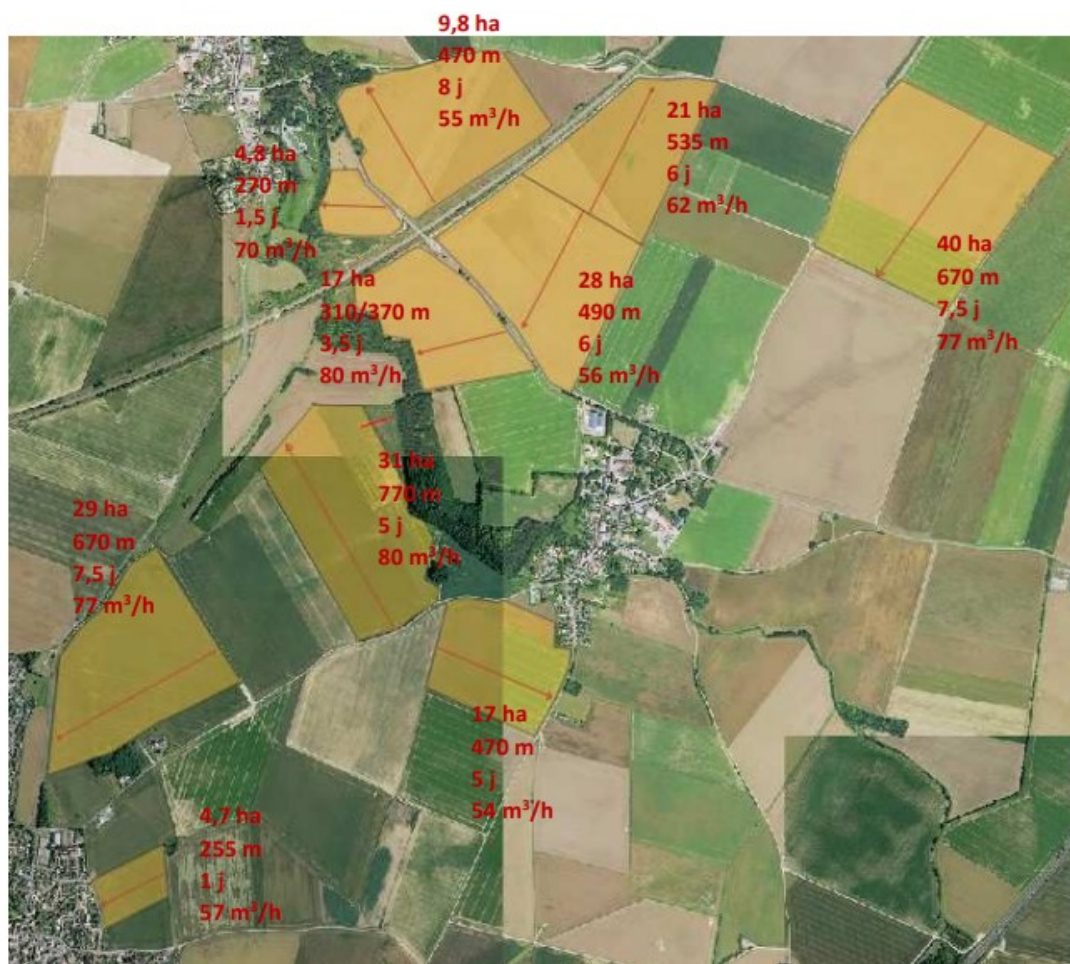 9,8 ha
470 m
8 j
55 m³/h
21 ha
535 m
6 j
62 m³/h
4,8 ha
270 m
1,5 j
70 m³/h
40 ha
670 m
7,5 j
77 m³/h
17 ha
310/370 m
3,5 j
80 m³/h
28 ha
490 m
6 j
56 m³/h
31 ha
770 m
5 j
80 m³/h
29 ha
670 m
7,5 j
77 m³/h
17 ha
470 m
5 j
54 m³/h
4,7 ha
255 m
1 j
57 m³/h